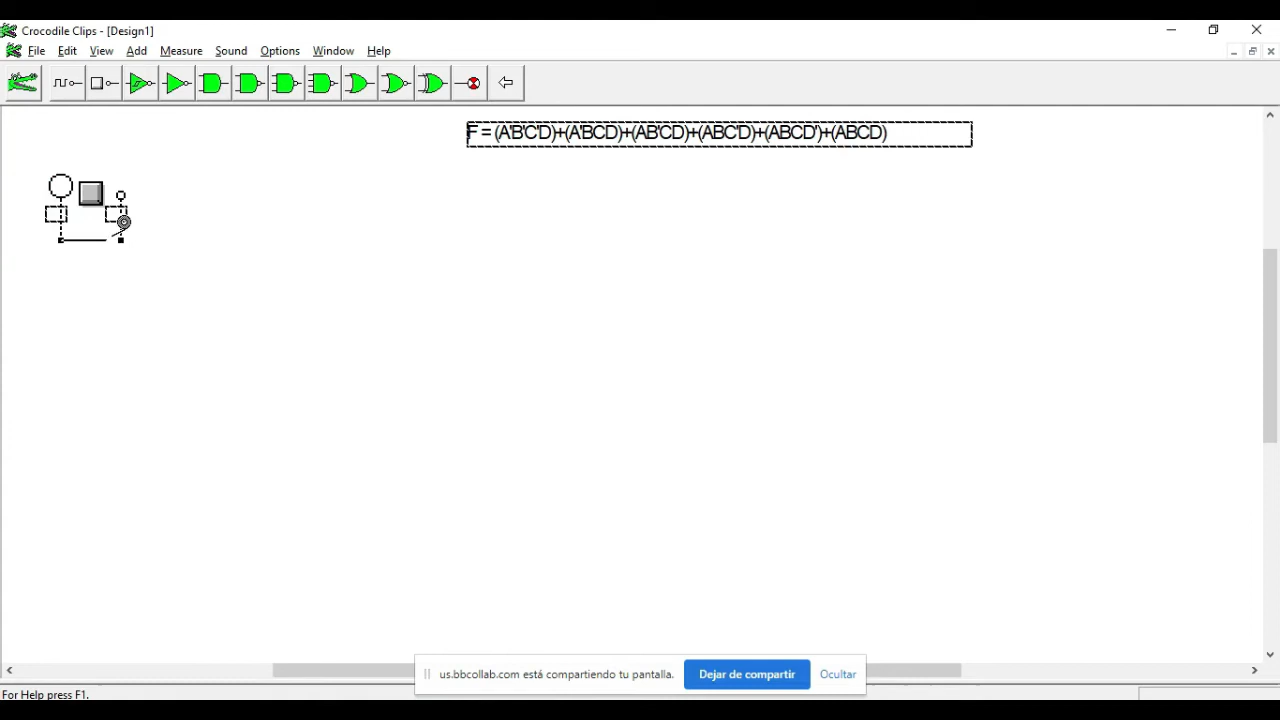 Crocodile Clips - [Design1]
File Edit View Add Measure Sound Options Window Help
F = (A'B'C'D)+(A'BCD)+(AB'CD)+(ABC'D)+(ABCD')+(ABCD)
us.bbcollab.com está compartiendo tu pantalla. Dejar de compartir Ocultar
For Help press F1.